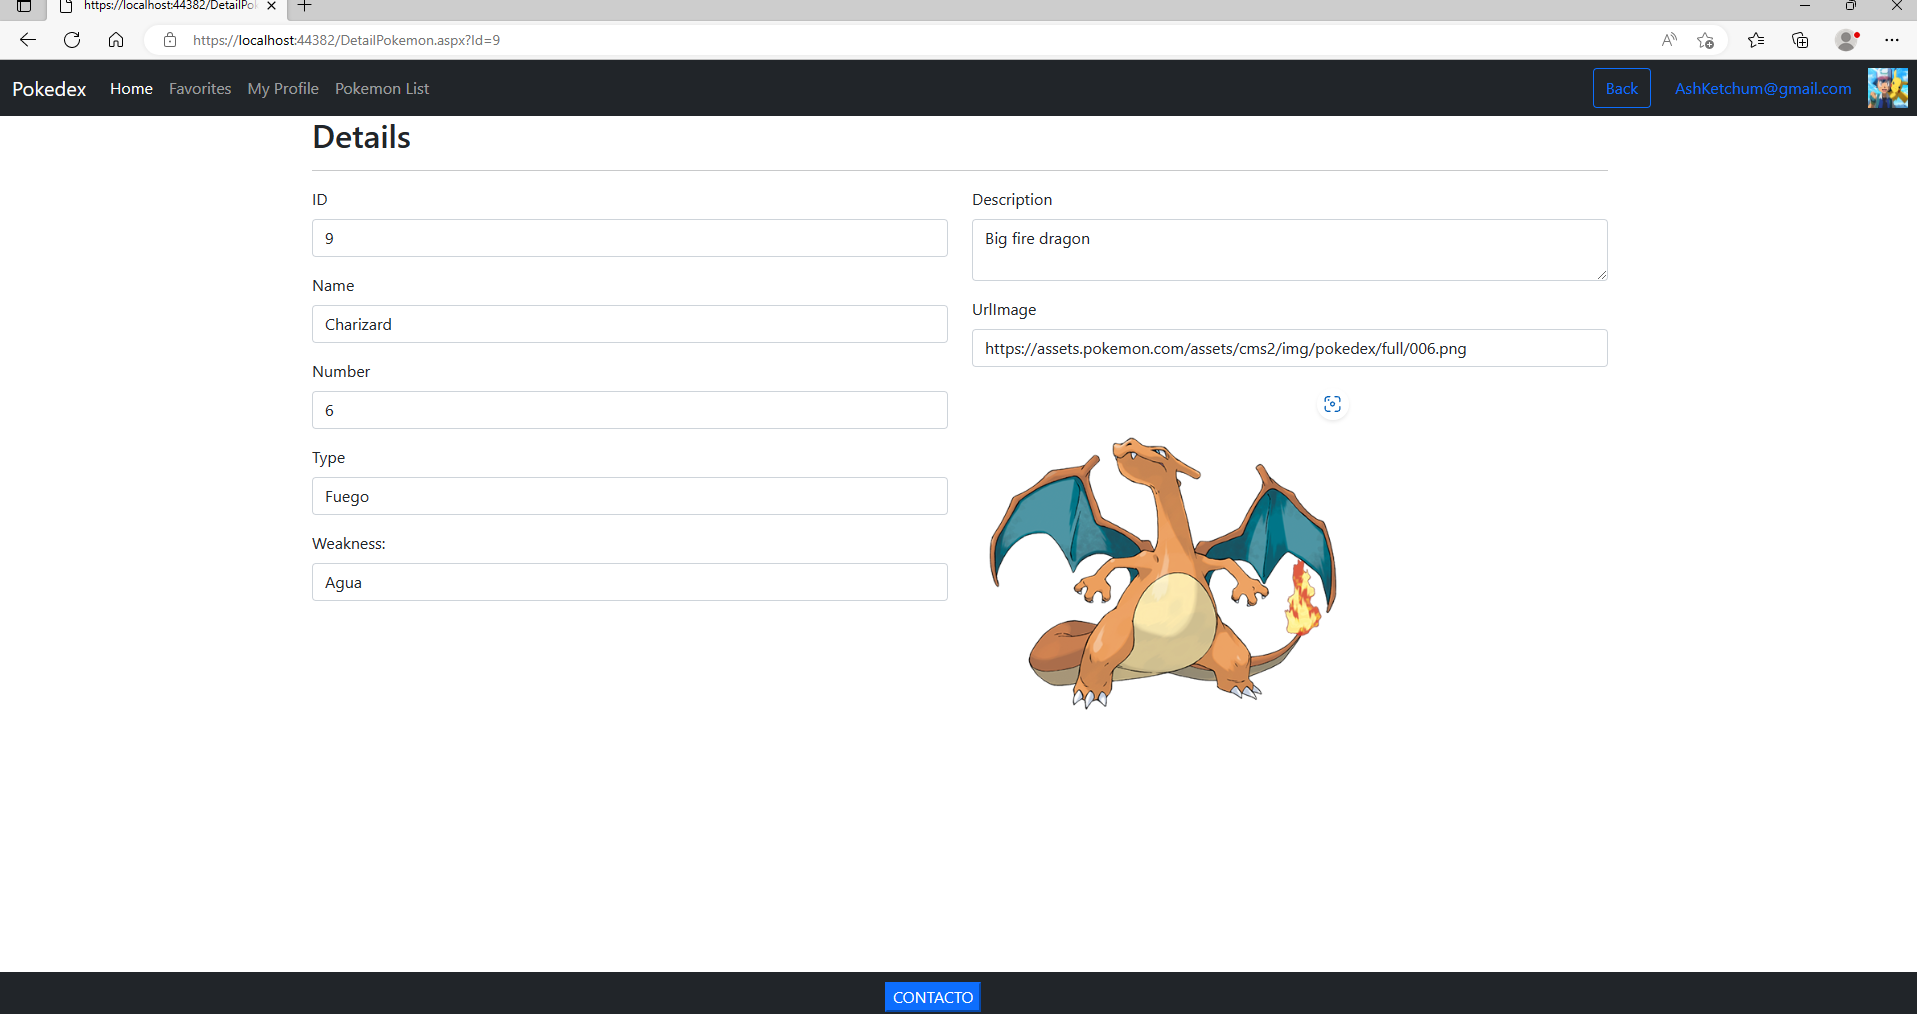 https://localhost:44382/DetailPok
https://localhost:44382/DetailPokemon.aspx?Id=9
Pokedex Home Favorites My Profile Pokemon List Back AshKetchum@gmail.com
Details
ID
9
Name
Charizard
Number
6
Type
Fuego
Weakness:
Agua
Description
Big fire dragon
UrlImage
https://assets.pokemon.com/assets/cms2/img/pokedex/full/006.png
CONTACTO